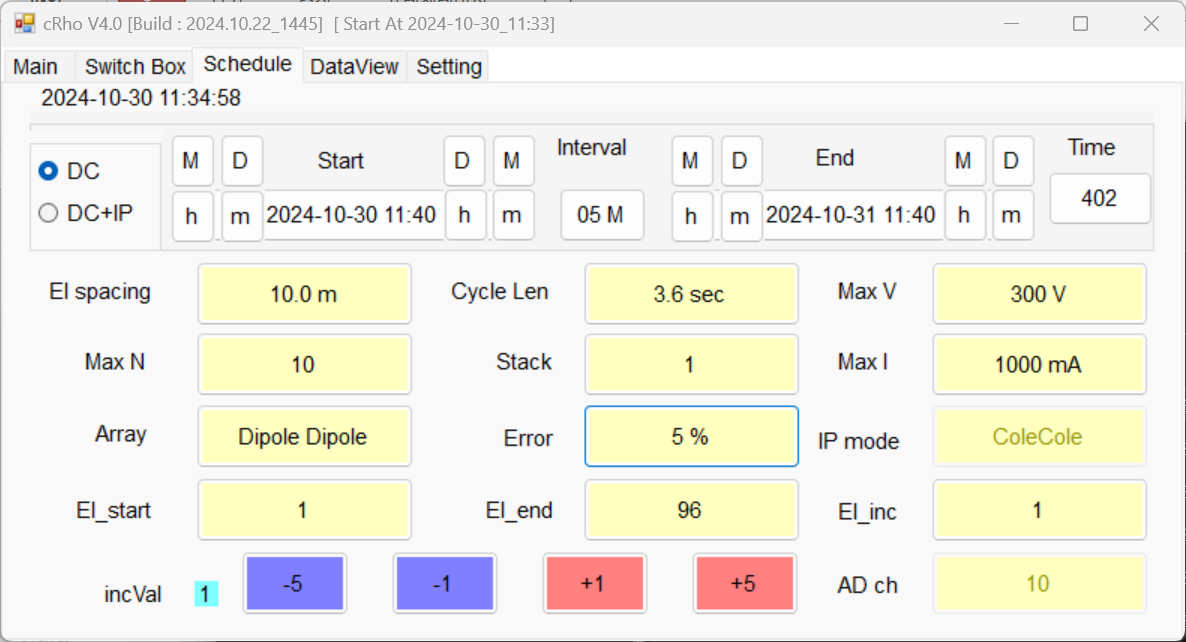 cRho V4.0 [Build : 2024.10.22_1445] [ Start At 2024-10-30_11:33]
Main Switch Box Schedule DataView Setting
2024-10-30 11:34:58
DC
DC+IP
M D Start D M
h m 2024-10-30 11:40 h m
Interval
05 M
M D End M D
h m 2024-10-31 11:40 h m
Time
402
El spacing 10.0 m Cycle Len 3.6 sec Max V 300 V
Max N 10 Stack 1 Max I 1000 mA
Array Dipole Dipole Error 5 % IP mode ColeCole
El_start 1 El_end 96 El_inc 1
incVal 1 -5 -1 +1 +5 AD ch 10